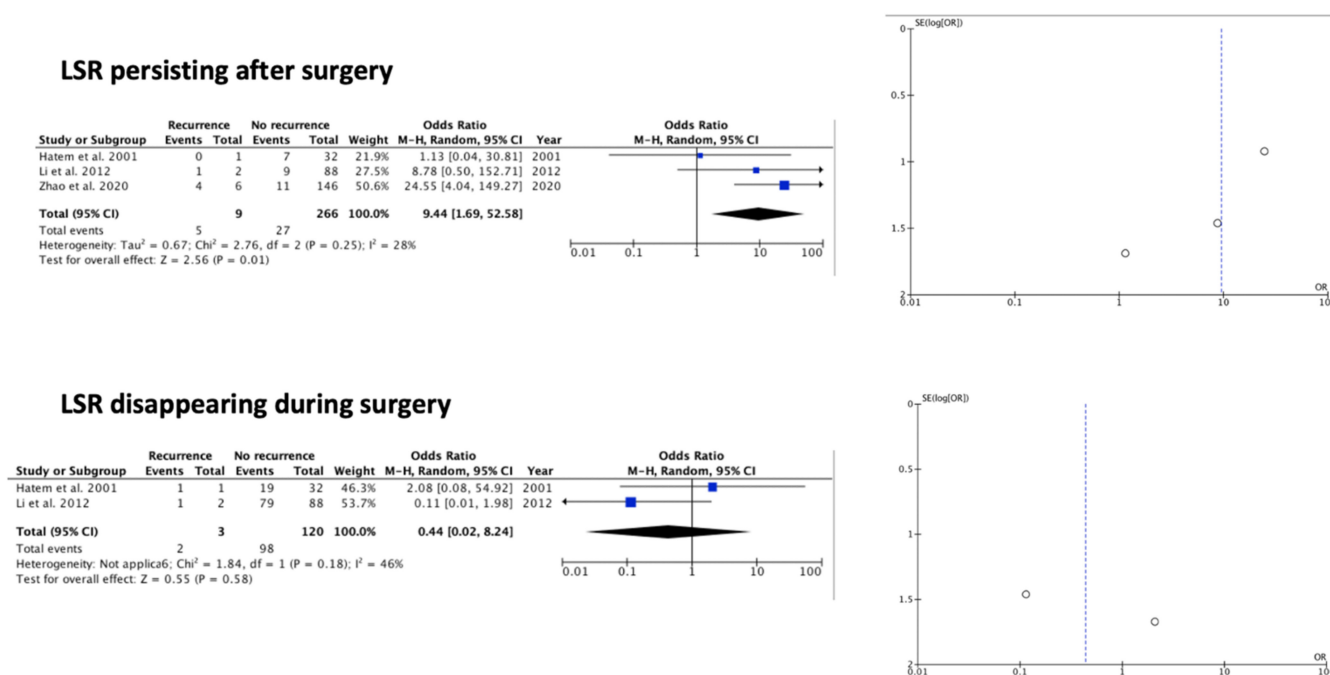 LSR persisting after surgery
Recurrence No recurrence Odds Ratio Odds Ratio
Study or Subgroup Events Total Events Total Weight M-H, Random, 95% CI Year M-H, Random, 95% CI
Hatem et al. 2001 0 1 7 32 21.9% 1.13 [0.04, 30.81] 2001
Li et al. 2012 1 2 9 88 27.5% 8.78 [0.50, 152.71] 2012
Zhao et al. 2020 4 6 11 146 50.6% 24.55 [4.04, 149.27] 2020
Total (95% CI) 9 266 100.0% 9.44 [1.69, 52.58]
Total events 5 27
Heterogeneity: Tau² = 0.67; Chi² = 2.76, df = 2 (P = 0.25); I² = 28%
Test for overall effect: Z = 2.56 (P = 0.01)
0.01 0.1 1 10 100
SE(log[OR])
0
0.5
1
1.5
2
OR
0.01 0.1 1 10 10
LSR disappearing during surgery
Recurrence No recurrence Odds Ratio Odds Ratio
Study or Subgroup Events Total Events Total Weight M-H, Random, 95% CI Year M-H, Random, 95% CI
Hatem et al. 2001 1 1 19 32 46.3% 2.08 [0.08, 54.92] 2001
Li et al. 2012 1 2 79 88 53.7% 0.11 [0.01, 1.98] 2012
Total (95% CI) 3 120 100.0% 0.44 [0.02, 8.24]
Total events 2 98
Heterogeneity: Not applica6; Chi² = 1.84, df = 1 (P = 0.18); I² = 46%
Test for overall effect: Z = 0.55 (P = 0.58)
0.01 0.1 1 10 100
SE(log[OR])
0
0.5
1
1.5
2
OR
0.01 0.1 1 10 10